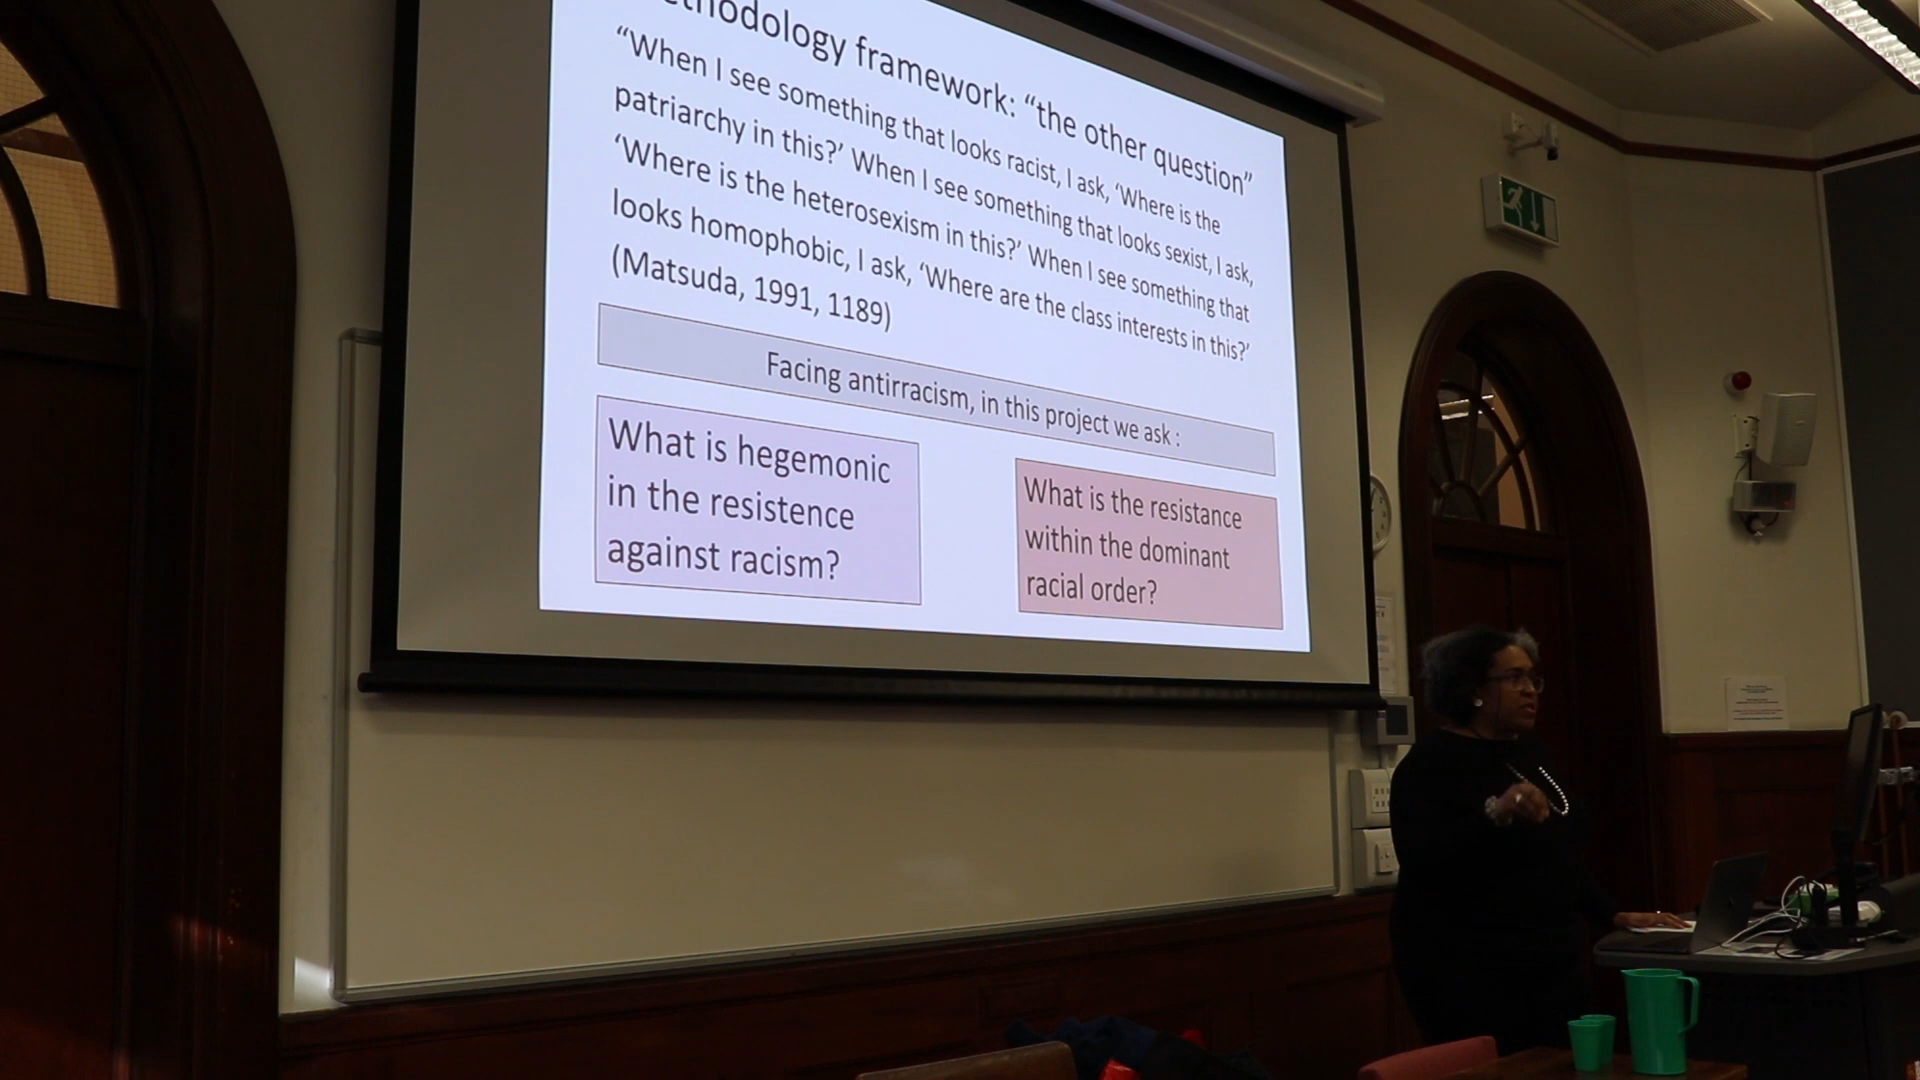 ethodology framework: “the other question”
“When I see something that looks racist, I ask, ‘Where is the
patriarchy in this?’ When I see something that looks sexist, I ask,
‘Where is the heterosexism in this?’ When I see something that
looks homophobic, I ask, ‘Where are the class interests in this?’
(Matsuda, 1991, 1189)
Facing antirracism, in this project we ask :
What is hegemonic
in the resistence
against racism?
What is the resistance
within the dominant
racial order?